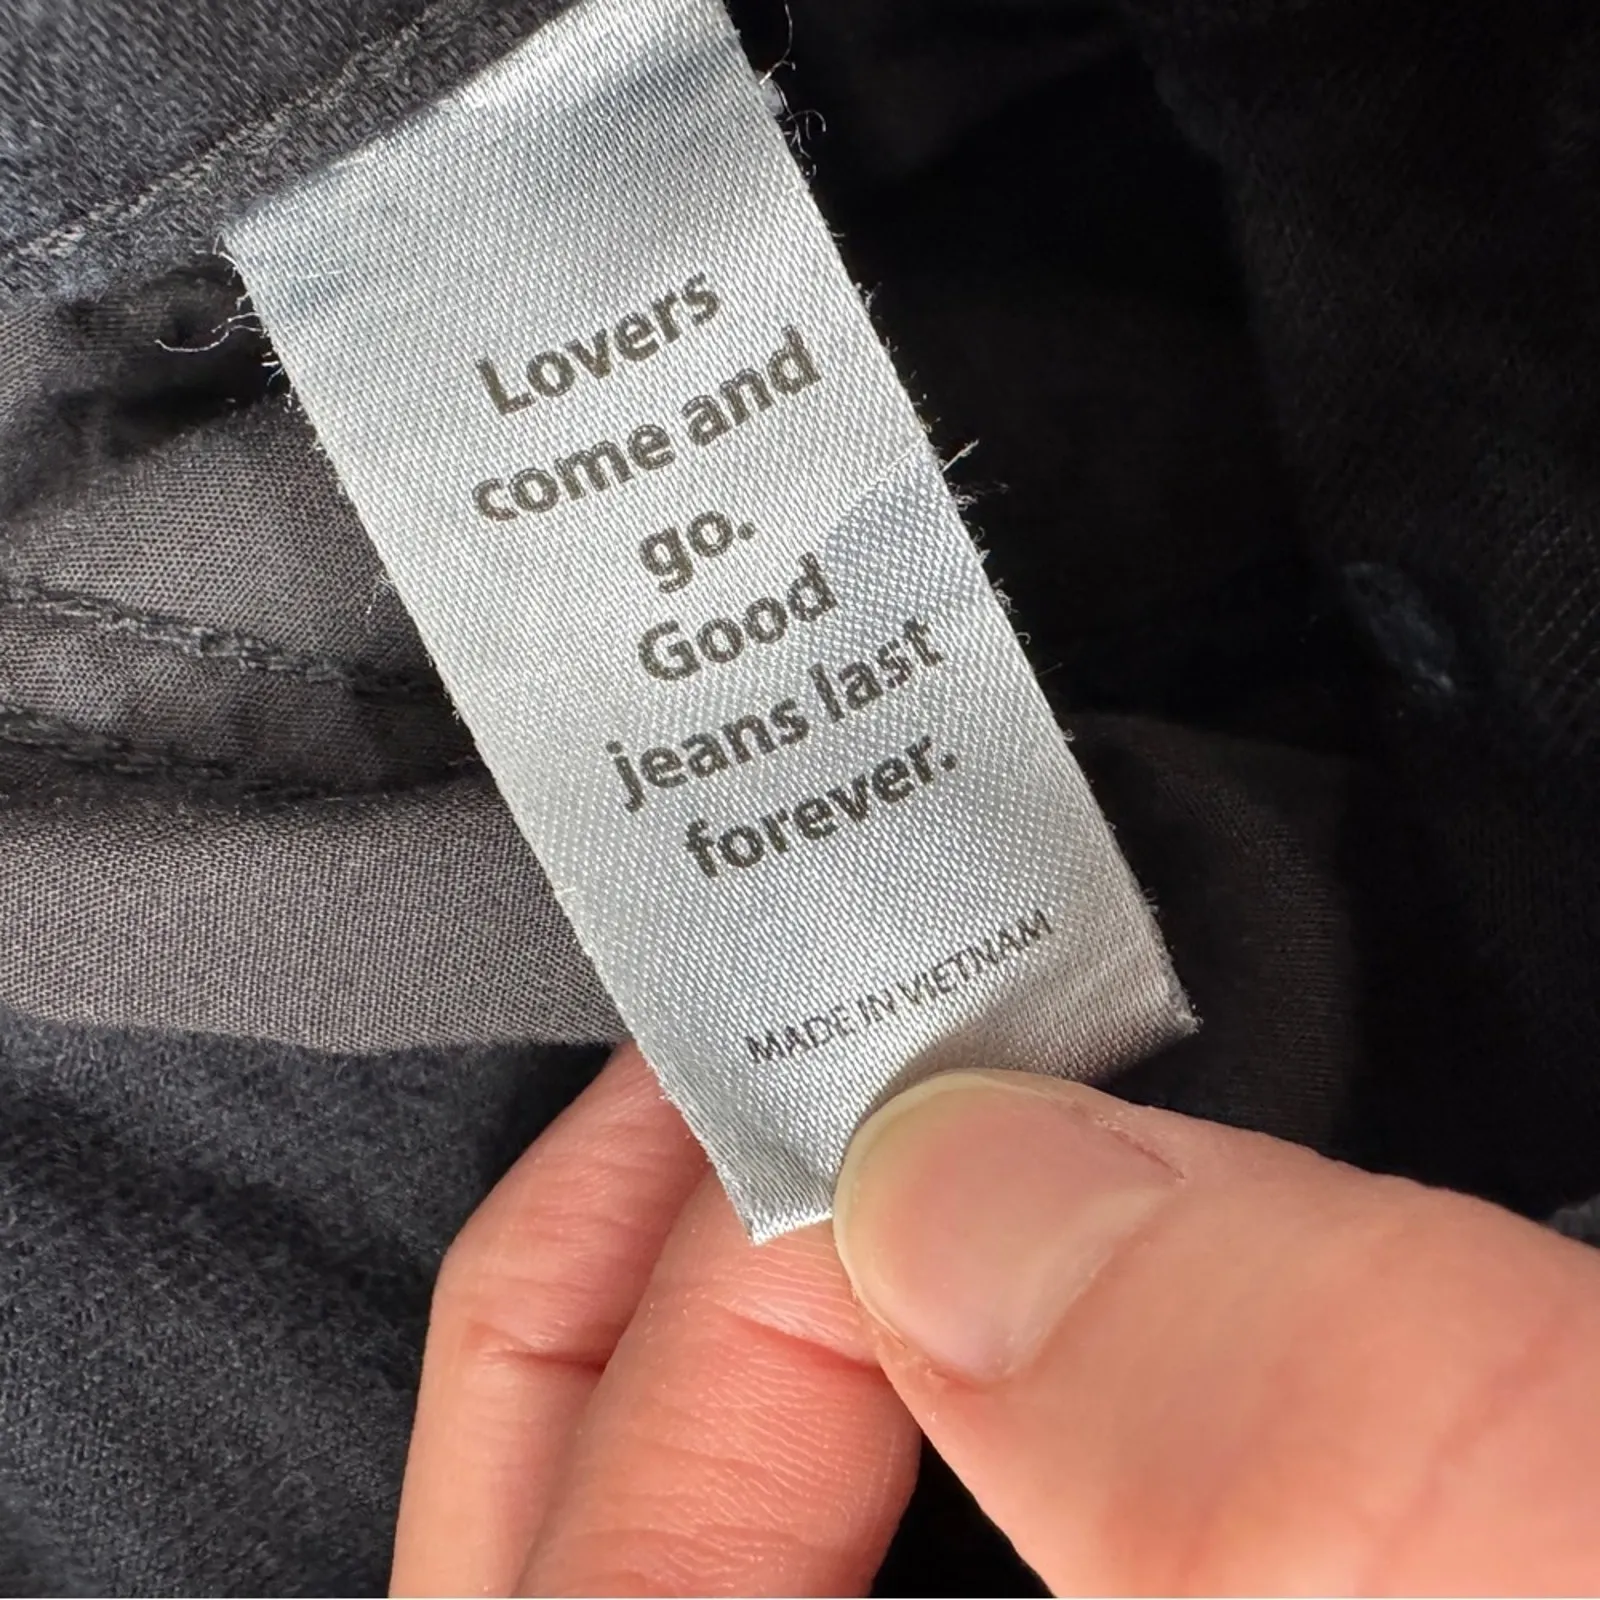 Lovers
come and
go.
Good
jeans last
forever.
MADE IN VIETNAM